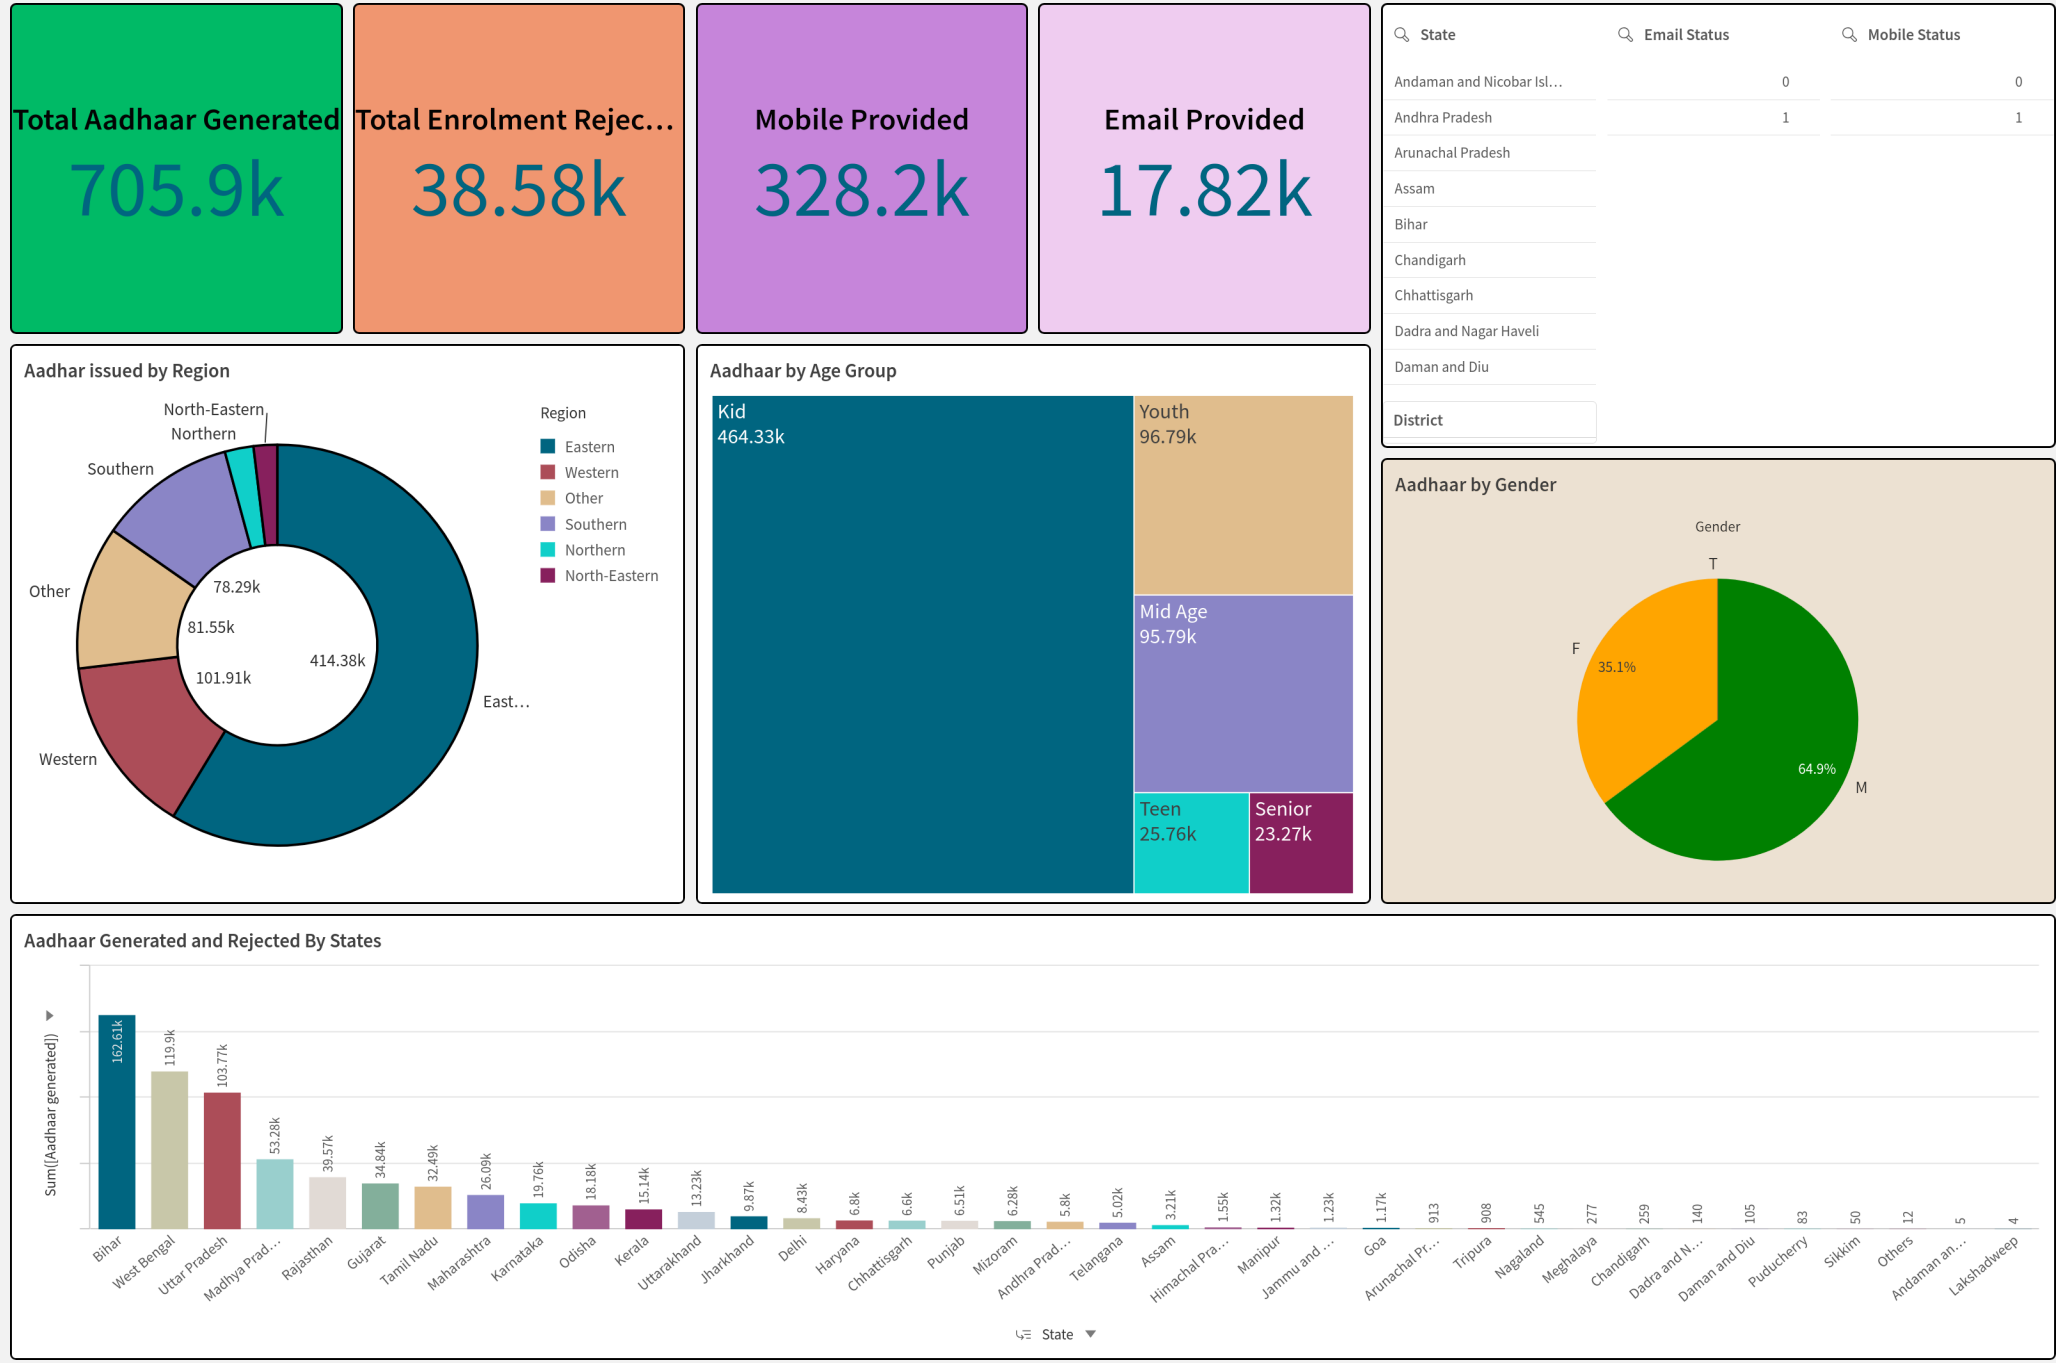 Total Aadhaar Generated
705.9k
Total Enrolment Rejec...
38.58k
Mobile Provided
328.2k
Email Provided
17.82k
State
Andaman and Nicobar Isl...
Andhra Pradesh
Arunachal Pradesh
Assam
Bihar
Chandigarh
Chhattisgarh
Dadra and Nagar Haveli
Daman and Diu
District
Email Status
0
1
Mobile Status
0
1
Aadhar issued by Region
North-Eastern
Northern
Southern
Other
Western
East...
78.29k
81.55k
101.91k
414.38k
Region
Eastern
Western
Other
Southern
Northern
North-Eastern
Aadhaar by Age Group
Kid
464.33k
Youth
96.79k
Mid Age
95.79k
Teen
25.76k
Senior
23.27k
Aadhaar by Gender
Gender
T
F
35.1%
64.9%
M
Aadhaar Generated and Rejected By States
Sum([Aadhaar generated])
162.61k
119.9k
103.77k
53.28k
39.57k
34.84k
32.49k
26.09k
19.76k
18.18k
15.14k
13.23k
9.87k
8.43k
6.8k
6.6k
6.51k
6.28k
5.8k
5.02k
3.21k
1.55k
1.32k
1.23k
1.17k
913
908
545
277
259
140
105
83
50
12
5
4
Bihar
West Bengal
Uttar Pradesh
Madhya Prad...
Rajasthan
Gujarat
Tamil Nadu
Maharashtra
Karnataka
Odisha
Kerala
Uttarakhand
Jharkhand
Delhi
Haryana
Chhattisgarh
Punjab
Mizoram
Andhra Prad...
Telangana
Assam
Himachal Pra...
Manipur
Jammu and ...
Goa
Arunachal Pr...
Tripura
Nagaland
Meghalaya
Chandigarh
Dadra and N...
Daman and Diu
Puducherry
Sikkim
Others
Andaman an...
Lakshadweep
State